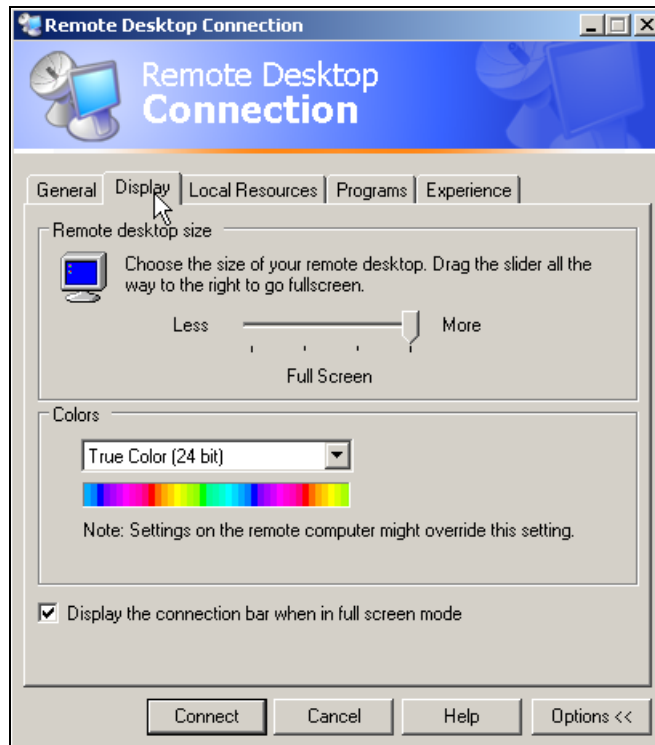 Remote Desktop Connection
Remote Desktop
Connection
General Display Local Resources Programs Experience
Remote desktop size
Choose the size of your remote desktop. Drag the slider all the
way to the right to go fullscreen.
Less More
Full Screen
Colors
True Color (24 bit)
Note: Settings on the remote computer might override this setting.
Display the connection bar when in full screen mode
Connect Cancel Help Options <<